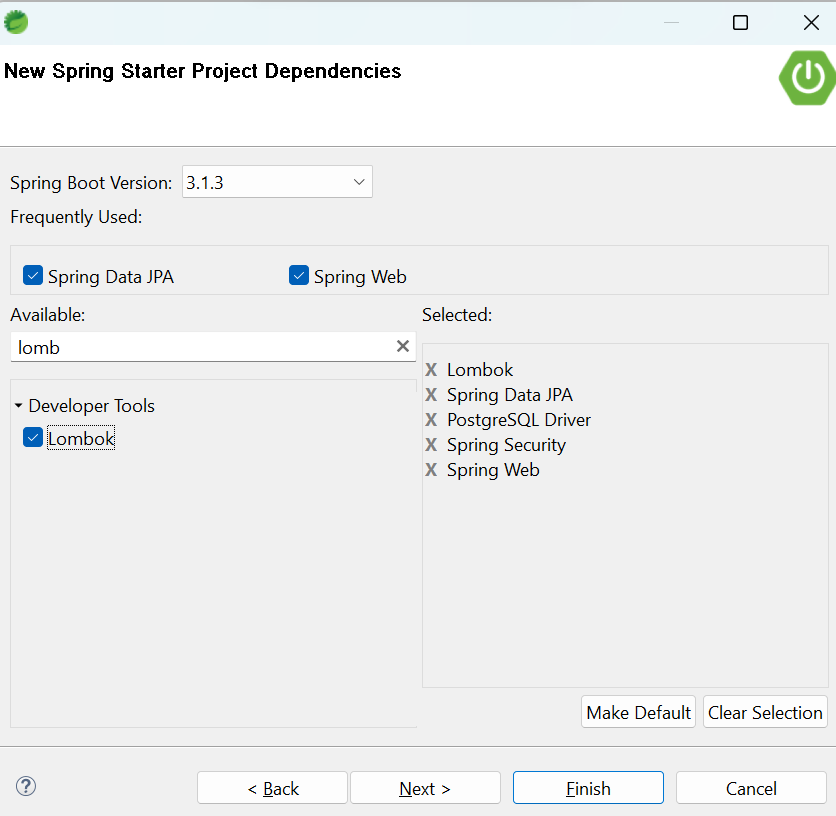 New Spring Starter Project Dependencies
Spring Boot Version: 3.1.3
Frequently Used:
Spring Data JPA Spring Web
Available:
lomb
Developer Tools
Lombok
Selected:
X Lombok
X Spring Data JPA
X PostgreSQL Driver
X Spring Security
X Spring Web
Make Default Clear Selection
? < Back Next > Finish Cancel